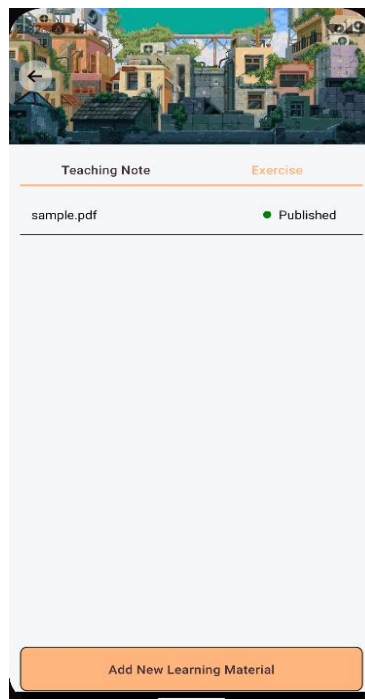 Teaching Note
Exercise
sample.pdf
Published
Add New Learning Material